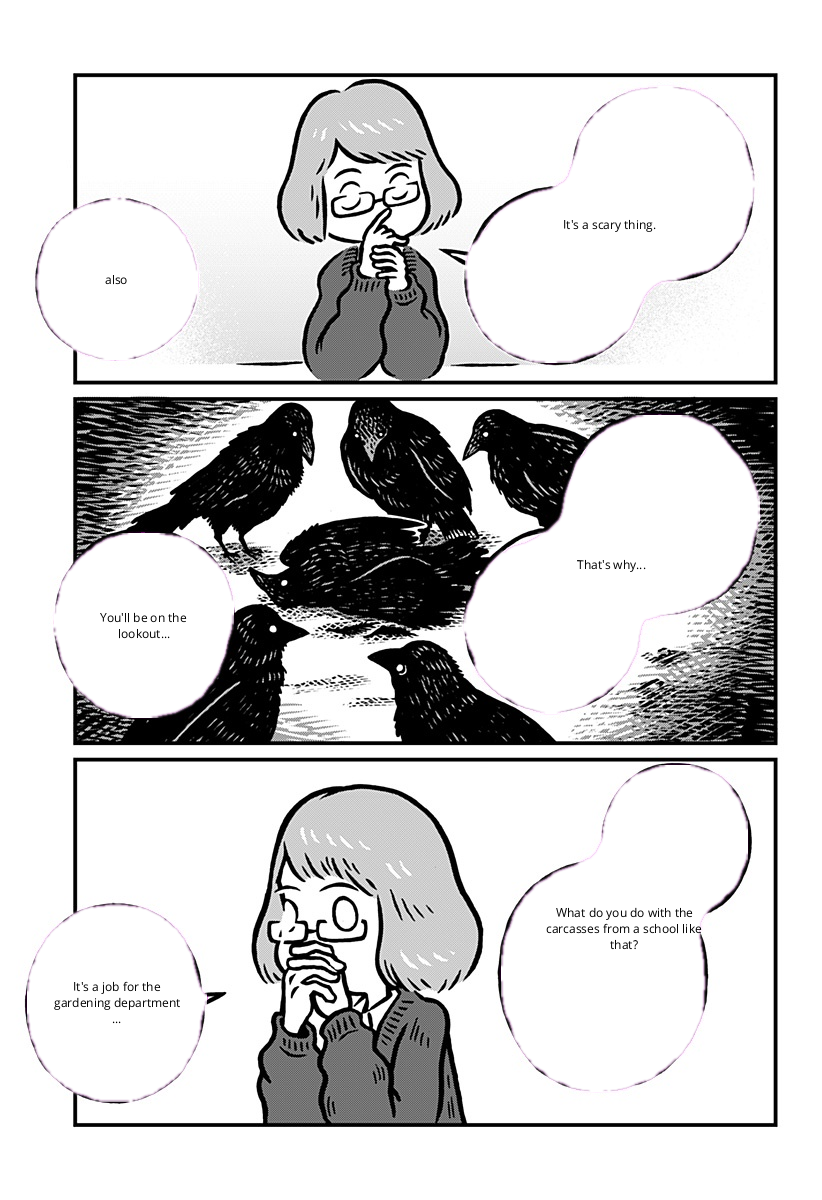 It's a scary thing.
also
That's why...
You'll be on the
lookout...
What do you do with the
carcasses from a school like
that?
It's a job for the
gardening department
...